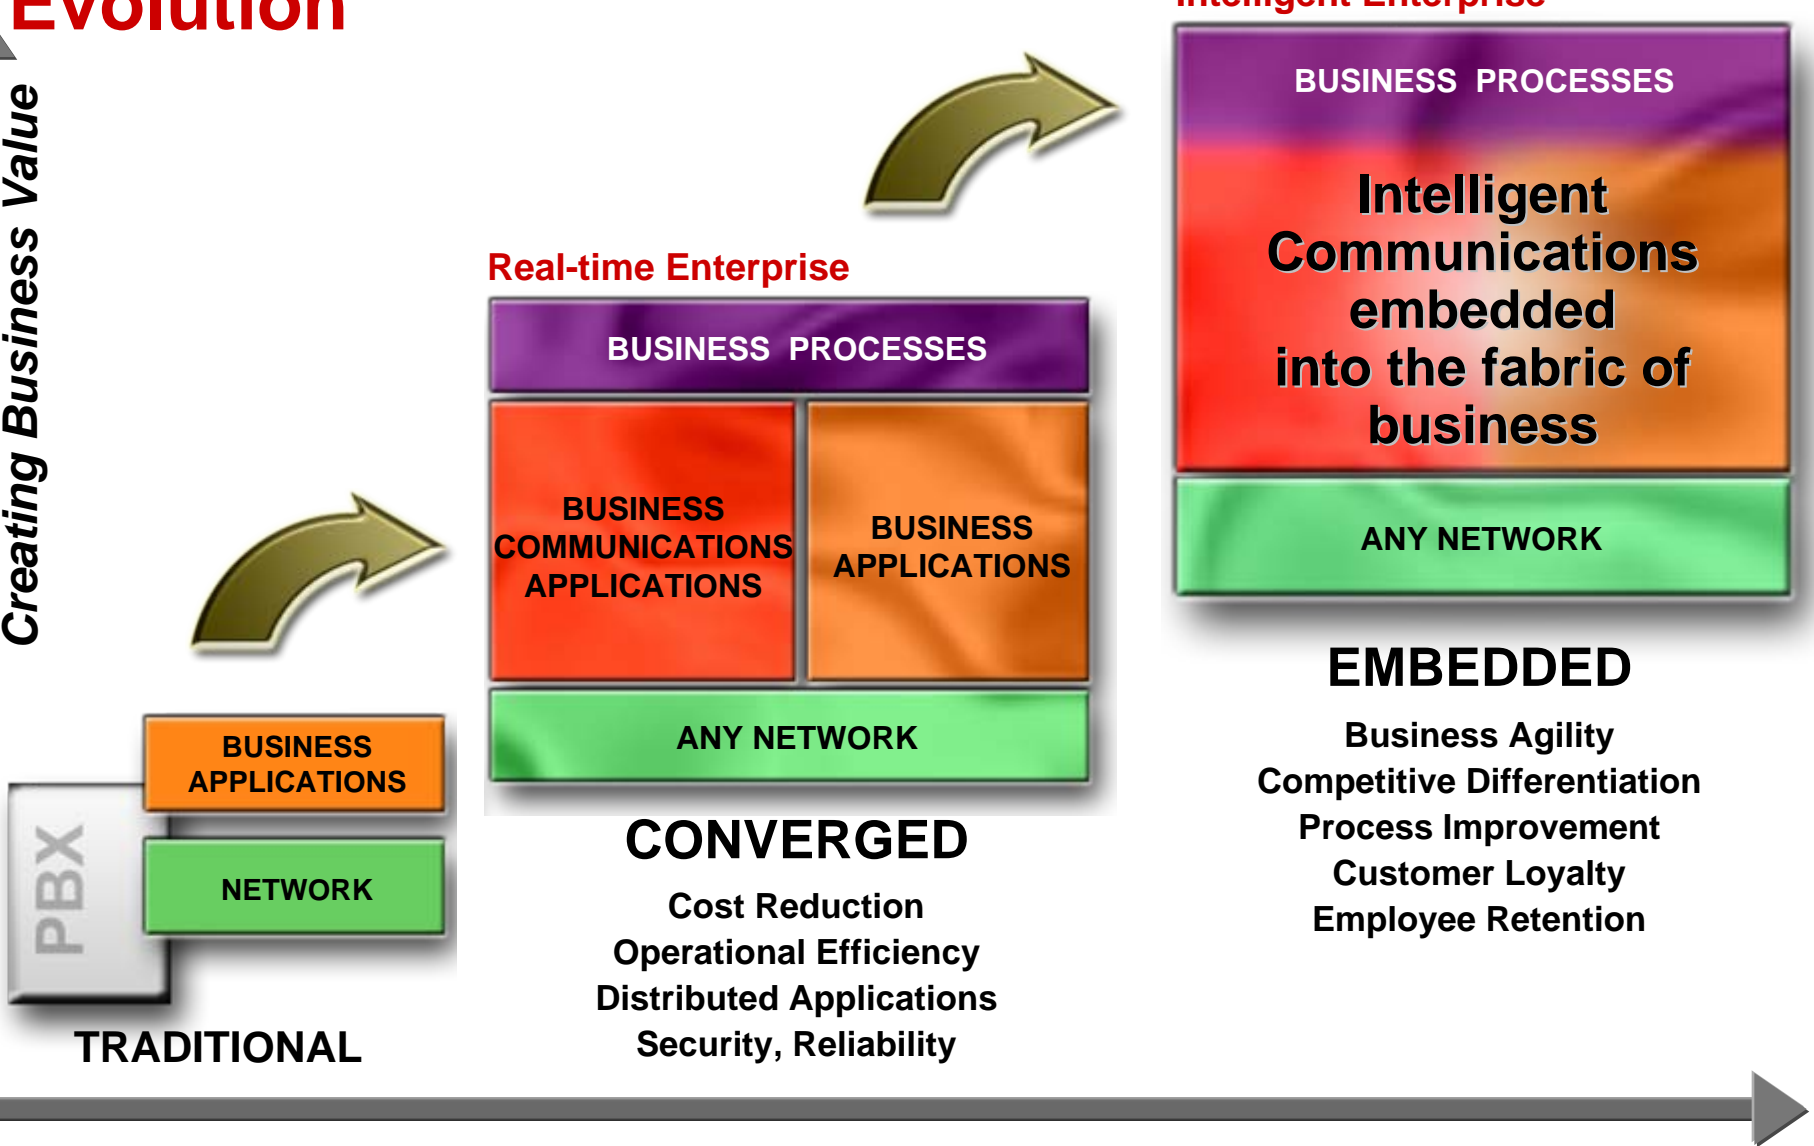 Evolution
Intelligent Enterprise
Creating Business Value
BUSINESS PROCESSES
Intelligent
Communications
embedded
into the fabric of
business
ANY NETWORK
EMBEDDED
Business Agility
Competitive Differentiation
Process Improvement
Customer Loyalty
Employee Retention
Real-time Enterprise
BUSINESS PROCESSES
BUSINESS
COMMUNICATIONS
APPLICATIONS
BUSINESS
APPLICATIONS
ANY NETWORK
CONVERGED
Cost Reduction
Operational Efficiency
Distributed Applications
Security, Reliability
BUSINESS
APPLICATIONS
PBX
NETWORK
TRADITIONAL